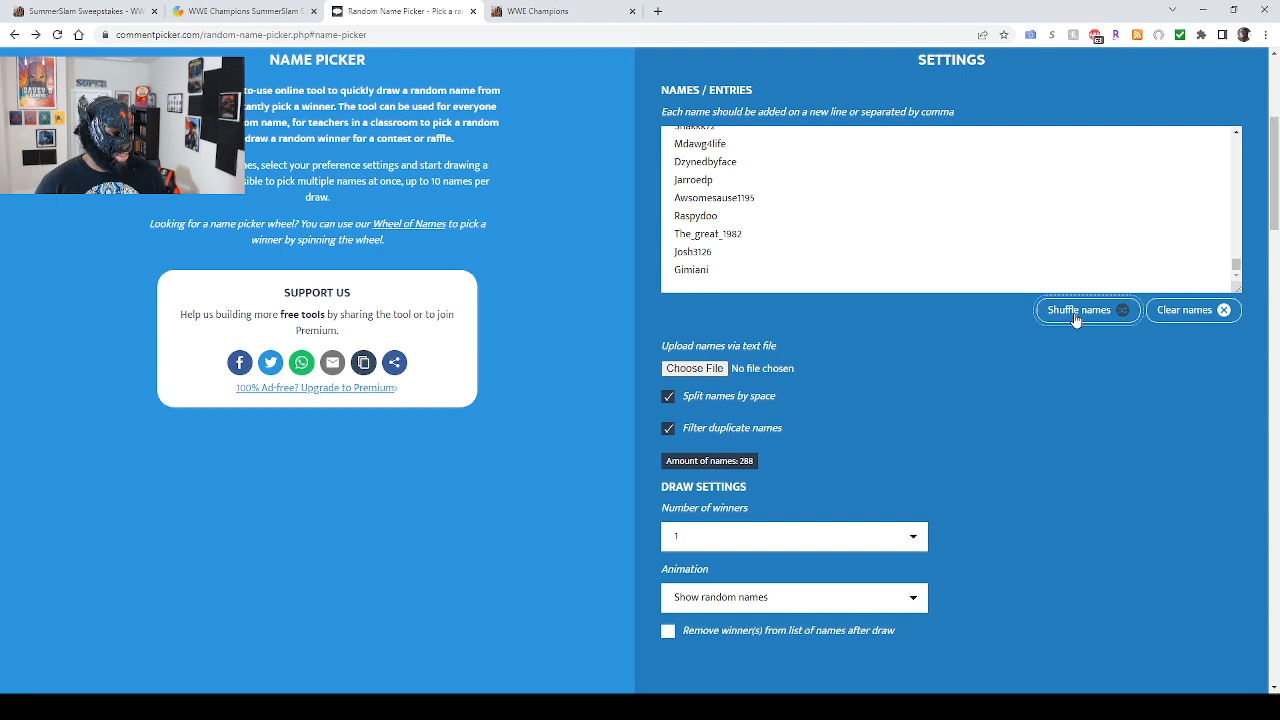 SummerSlam Sweepstakes - WW
WWE Champions SummerSlam S
Random Name Picker - Pick a ra
WWE Champions
commentpicker.com/random-name-picker.php#name-picker
NAME PICKER
to-use online tool to quickly draw a random name from
tantly pick a winner. The tool can be used for everyone
om name, for teachers in a classroom to pick a random
draw a random winner for a contest or raffle.
es, select your preference settings and start drawing a
sible to pick multiple names at once, up to 10 names per
draw.
Looking for a name picker wheel? You can use our Wheel of Names to pick a
winner by spinning the wheel.
SUPPORT US
Help us building more free tools by sharing the tool or to join
Premium.
100% Ad-free? Upgrade to Premium›
SETTINGS
NAMES / ENTRIES
Each name should be added on a new line or separated by comma
Shakk72
Mdawg4life
Dzynedbyface
Jarroedp
Awsomesause1195
Raspydoo
The_great_1982
Josh3126
Gimiani
Shuffle names
Clear names
Upload names via text file
Choose File No file chosen
Split names by space
Filter duplicate names
Amount of names: 288
DRAW SETTINGS
Number of winners
1
Animation
Show random names
Remove winner(s) from list of names after draw